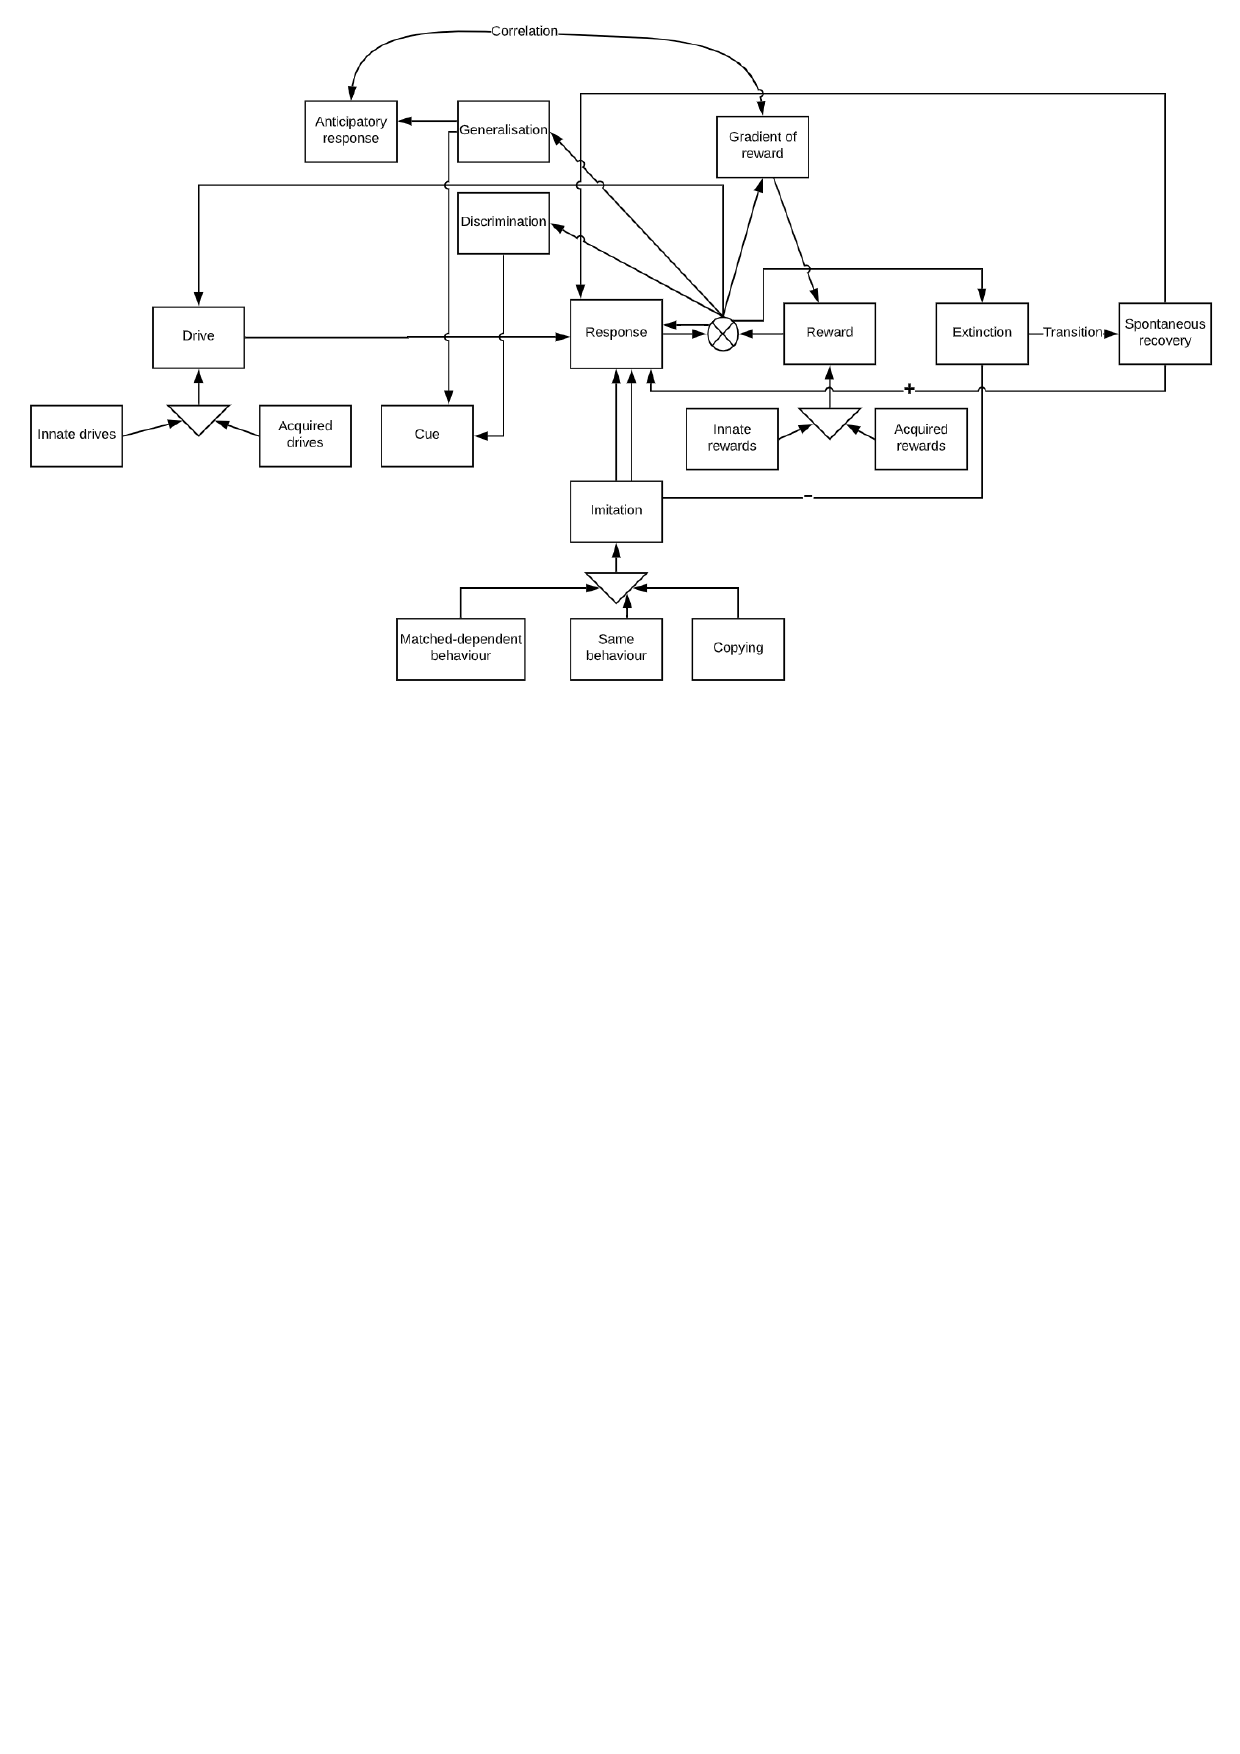 Correlation
Anticipatory
response
Generalisation
Gradient of
reward
Discrimination
Drive
Response
Reward
Extinction
Transition
Spontaneous
recovery
+
Innate drives
Acquired
drives
Cue
Innate
rewards
Acquired
rewards
Imitation
–
Matched-dependent
behaviour
Same
behaviour
Copying